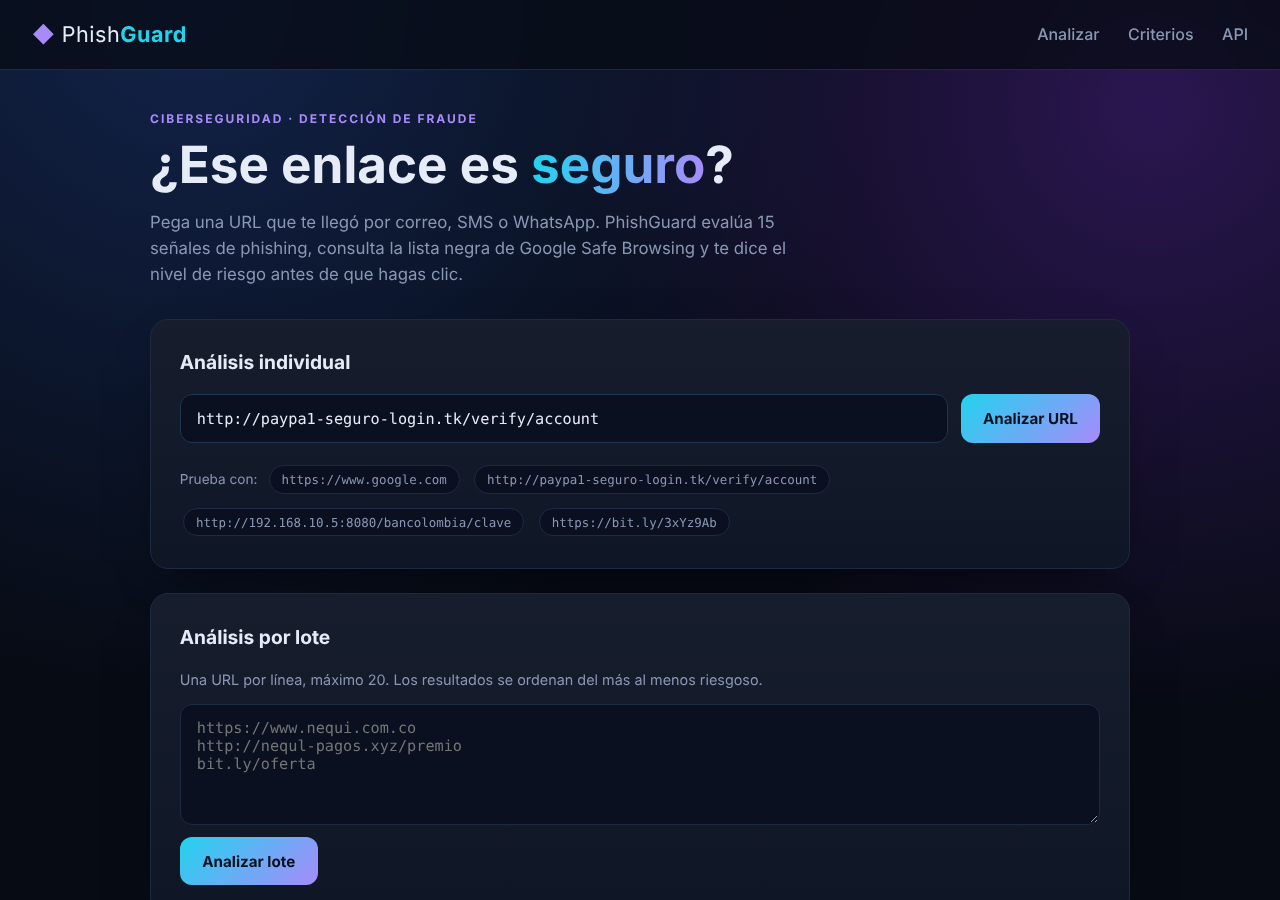 PhishGuard
Analizar Criterios API
CIBERSEGURIDAD · DETECCIÓN DE FRAUDE
¿Ese enlace es seguro?
Pega una URL que te llegó por correo, SMS o WhatsApp. PhishGuard evalúa 15
señales de phishing, consulta la lista negra de Google Safe Browsing y te dice el
nivel de riesgo antes de que hagas clic.
Análisis individual
http://paypa1-seguro-login.tk/verify/account
Analizar URL
Prueba con: https://www.google.com http://paypa1-seguro-login.tk/verify/account
http://192.168.10.5:8080/bancolombia/clave https://bit.ly/3xYz9Ab
Análisis por lote
Una URL por línea, máximo 20. Los resultados se ordenan del más al menos riesgoso.
https://www.nequi.com.co
http://nequl-pagos.xyz/premio
bit.ly/oferta
Analizar lote